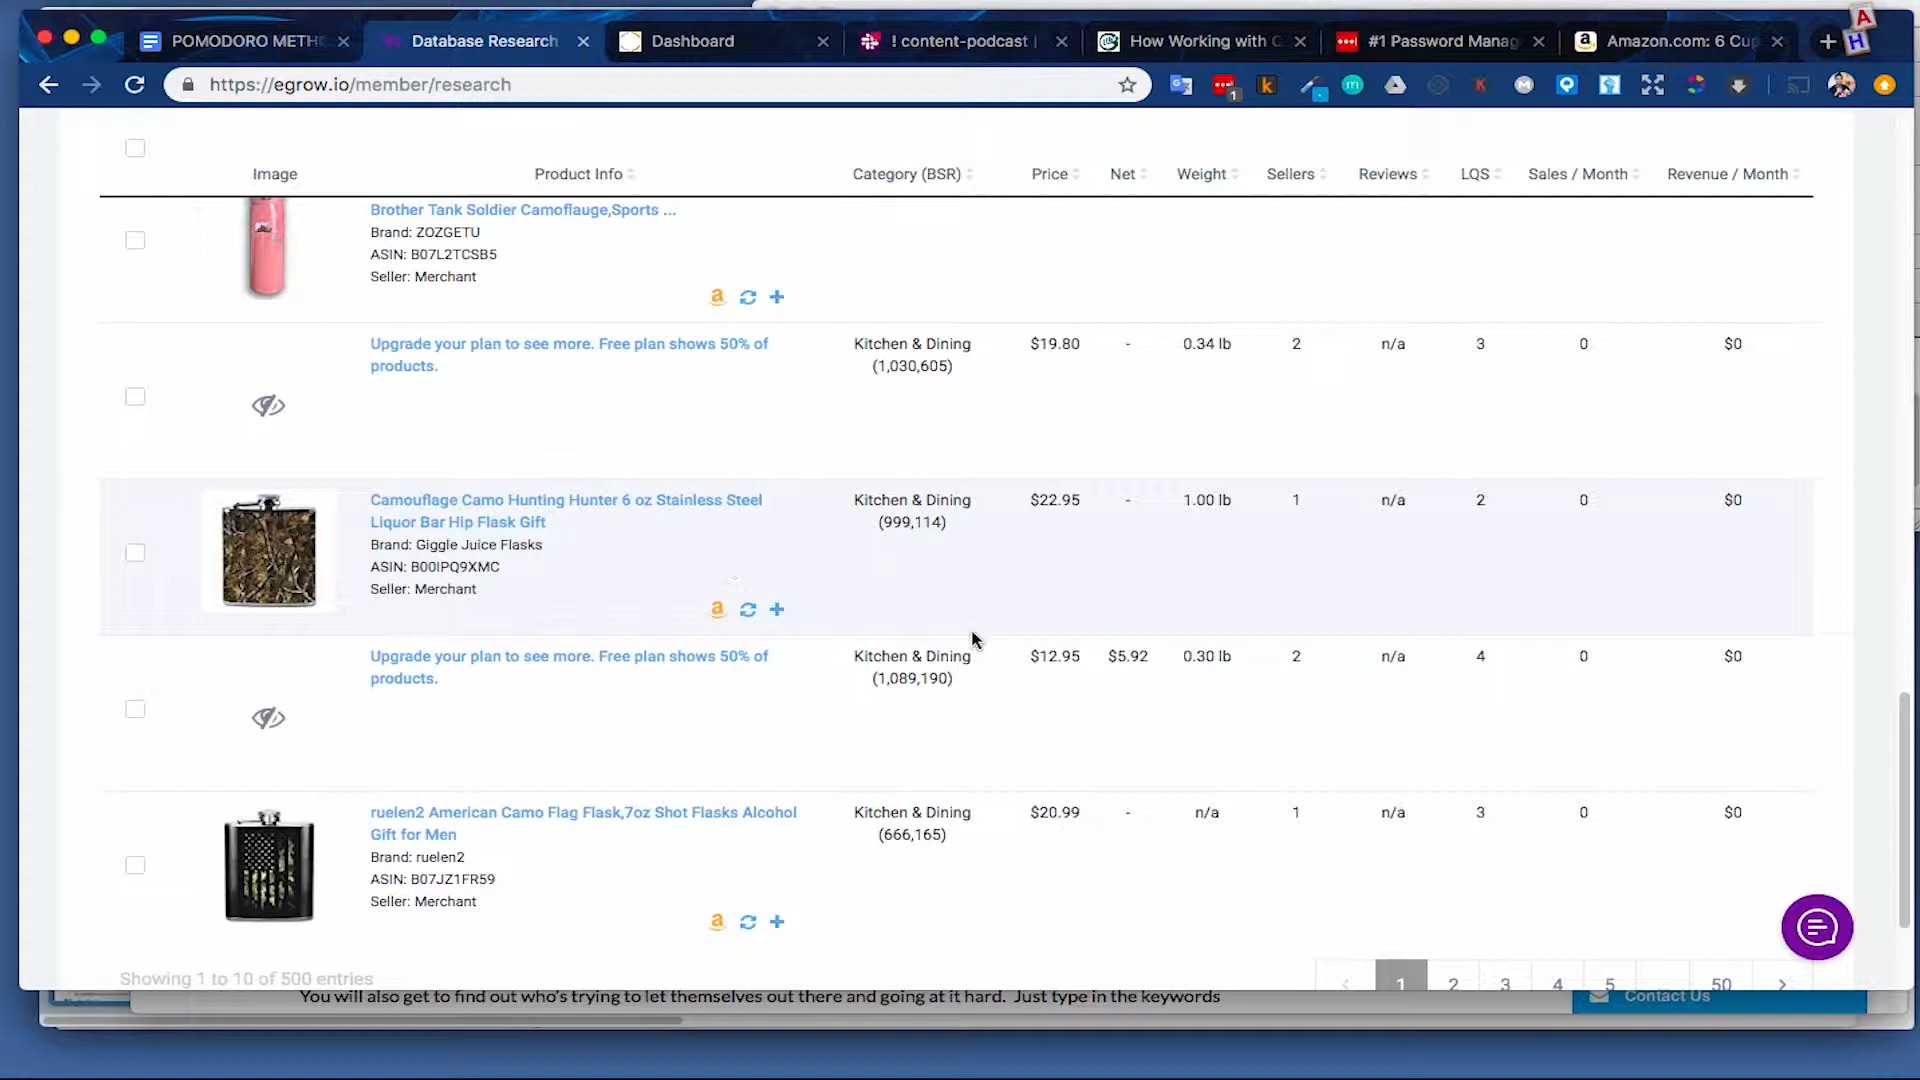 POMODORO METH
Database Research
Dashboard
! content-podcast
How Working with C
#1 Password Manag
Amazon.com: 6 Cup
A
H
https://egrow.io/member/research
1
Image
Product Info
Category (BSR)
Price
Net
Weight
Sellers
Reviews
LQS
Sales / Month
Revenue / Month
Brother Tank Soldier Camoflauge,Sports ...
Brand: ZOZGETU
ASIN: B07L2TCSB5
Seller: Merchant
Upgrade your plan to see more. Free plan shows 50% of
products.
Kitchen & Dining
(1,030,605)
$19.80
-
0.34 lb
2
n/a
3
0
$0
Camouflage Camo Hunting Hunter 6 oz Stainless Steel
Liquor Bar Hip Flask Gift
Brand: Giggle Juice Flasks
ASIN: B00IPQ9XMC
Seller: Merchant
Kitchen & Dining
(999,114)
$22.95
-
1.00 lb
1
n/a
2
0
$0
Upgrade your plan to see more. Free plan shows 50% of
products.
Kitchen & Dining
(1,089,190)
$12.95
$5.92
0.30 lb
2
n/a
4
0
$0
ruelen2 American Camo Flag Flask,7oz Shot Flasks Alcohol
Gift for Men
Brand: ruelen2
ASIN: B07JZ1FR59
Seller: Merchant
Kitchen & Dining
(666,165)
$20.99
-
n/a
1
n/a
3
0
$0
Showing 1 to 10 of 500 entries
1
2
3
4
5
50
You will also get to find out who's trying to let themselves out there and going at it hard. Just type in the keywords
Contact Us